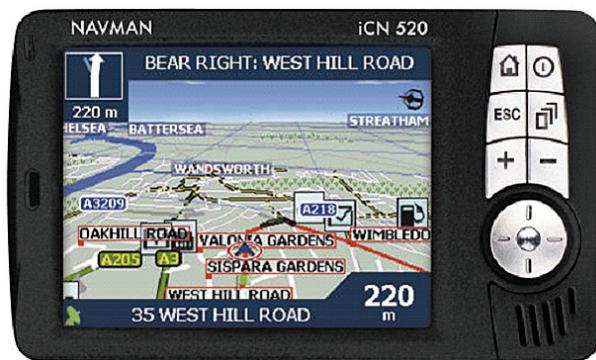 NAVMAN iCN 520
BEAR RIGHT: WEST HILL ROAD
220 m
HELSEA BATTERSEA
STREATHAM
WANDSWORTH
A3209
A218
OAKHILL ROAD VALONIA GARDENS WIMBLEDO
A205 A3 SISPARA GARDENS
WEST HILL ROAD
220
m
35 WEST HILL ROAD
ESC
+ −